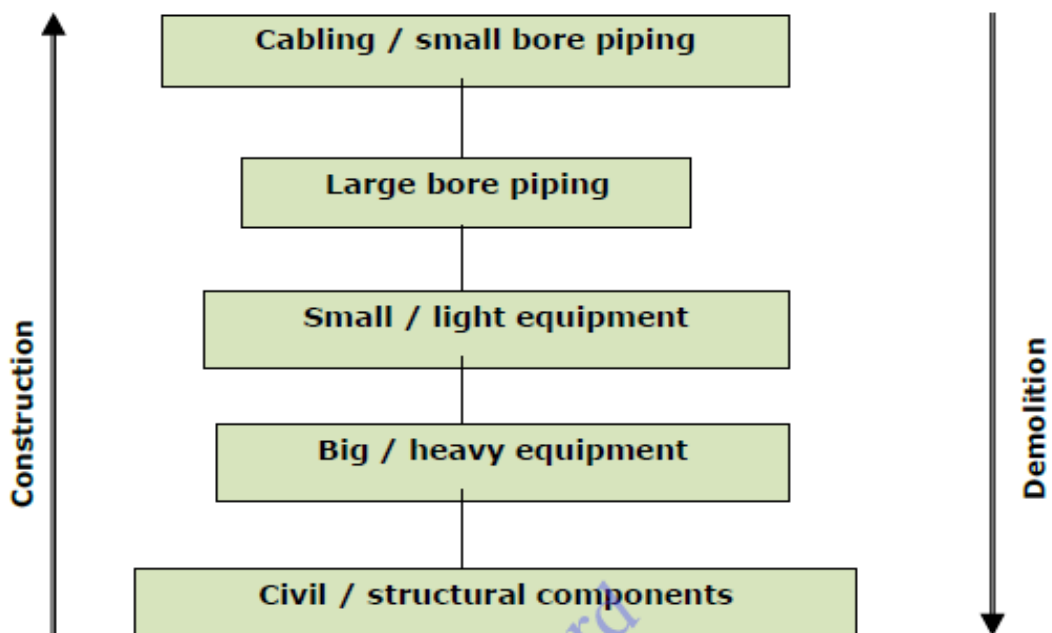 Cabling / small bore piping
Large bore piping
Small / light equipment
Big / heavy equipment
Civil / structural components
Construction
Demolition